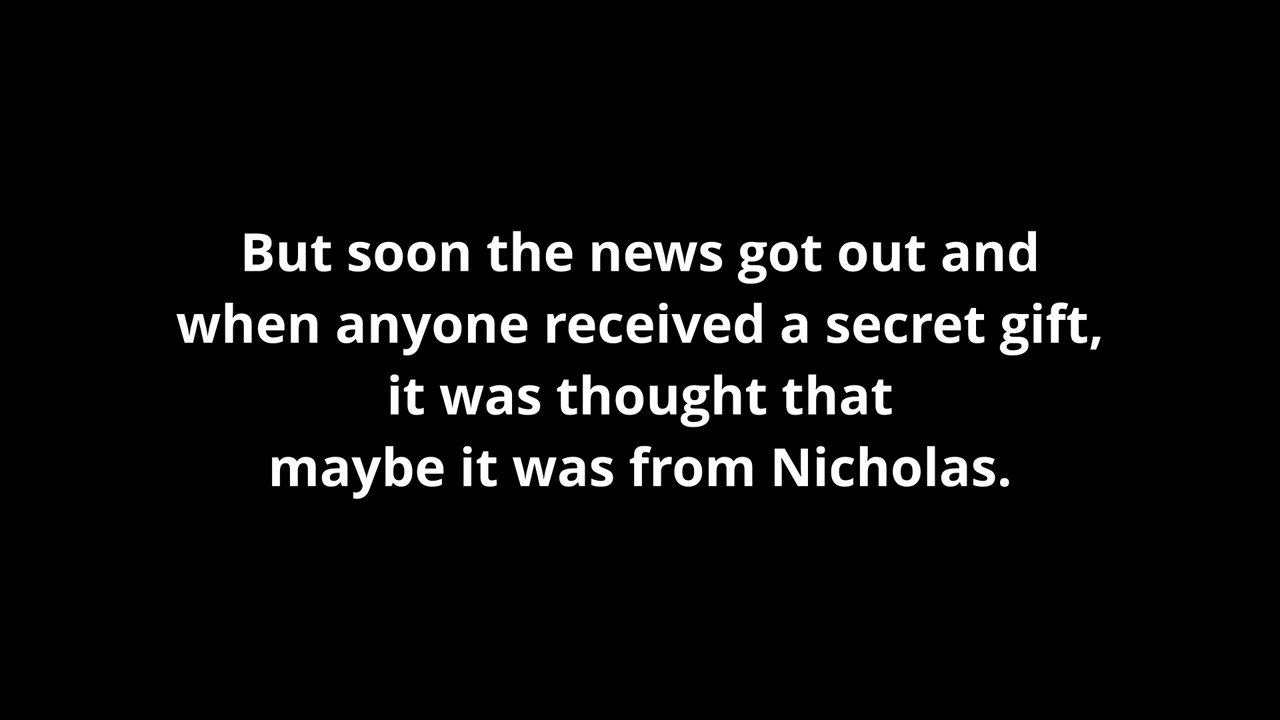 But soon the news got out and
when anyone received a secret gift,
it was thought that
maybe it was from Nicholas.